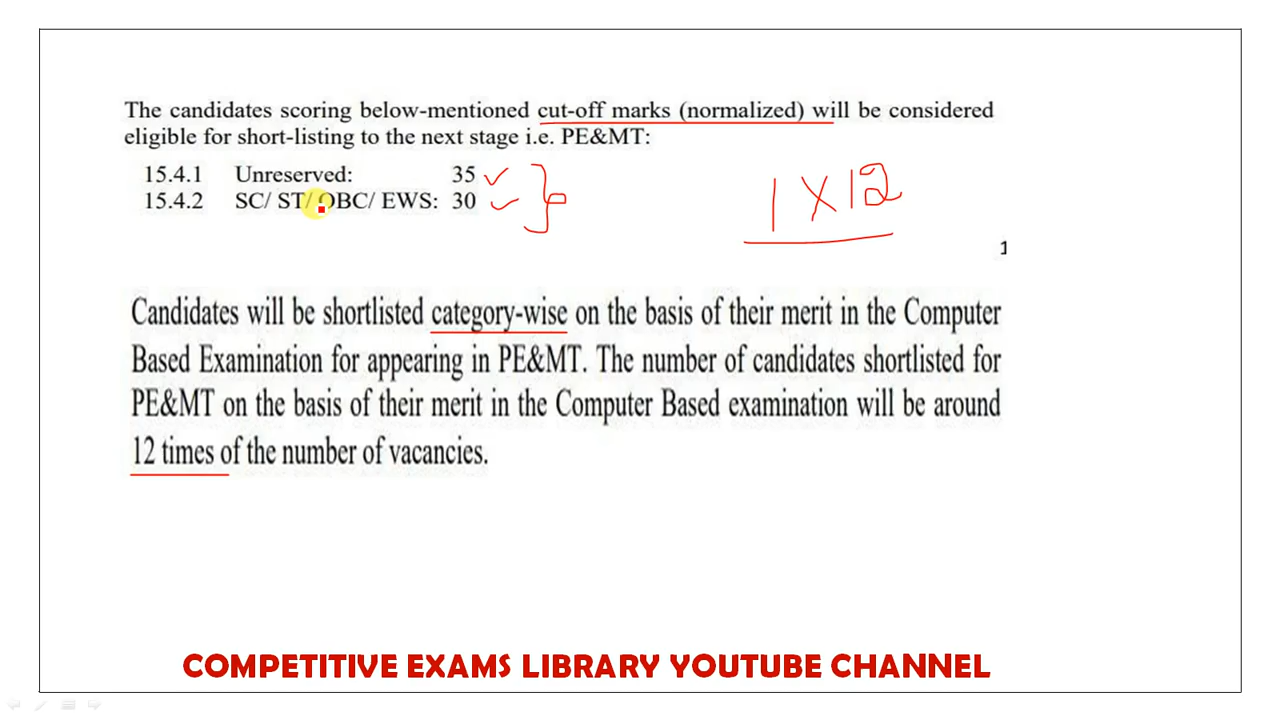 The candidates scoring below-mentioned cut-off marks (normalized) will be considered
eligible for short-listing to the next stage i.e. PE&MT:
15.4.1 Unreserved: 35
15.4.2 SC/ ST/ OBC/ EWS: 30
1 X 12
1
Candidates will be shortlisted category-wise on the basis of their merit in the Computer
Based Examination for appearing in PE&MT. The number of candidates shortlisted for
PE&MT on the basis of their merit in the Computer Based examination will be around
12 times of the number of vacancies.
COMPETITIVE EXAMS LIBRARY YOUTUBE CHANNEL